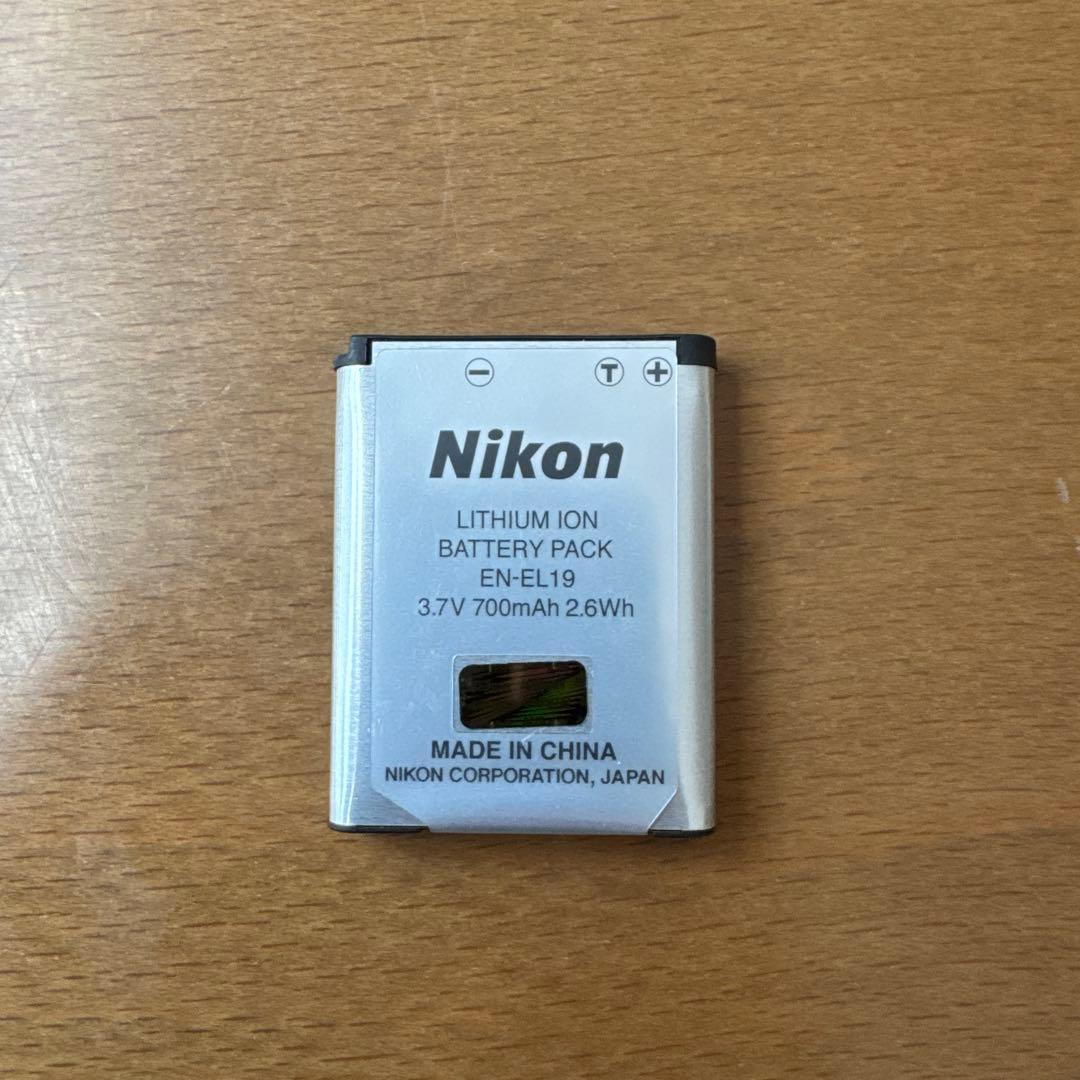 − T +
Nikon
LITHIUM ION
BATTERY PACK
EN-EL19
3.7V 700mAh 2.6Wh
MADE IN CHINA
NIKON CORPORATION, JAPAN